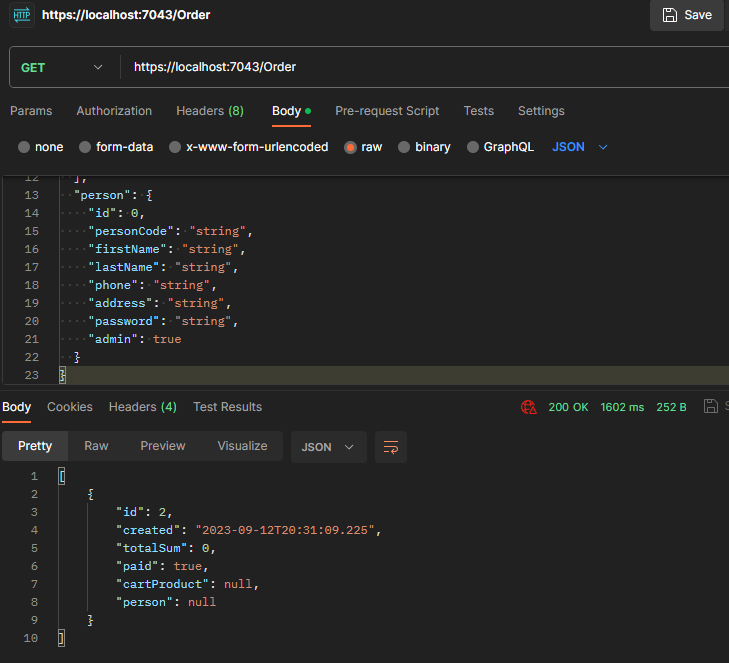 HTTP https://localhost:7043/Order Save
GET https://localhost:7043/Order
Params Authorization Headers (8) Body Pre-request Script Tests Settings
none form-data x-www-form-urlencoded raw binary GraphQL JSON
12 ],
13 "person": {
14 "id": 0,
15 "personCode": "string",
16 "firstName": "string",
17 "lastName": "string",
18 "phone": "string",
19 "address": "string",
20 "password": "string",
21 "admin": true
22 }
23 }
Body Cookies Headers (4) Test Results 200 OK 1602 ms 252 B S
Pretty Raw Preview Visualize JSON
1 [
2 {
3 "id": 2,
4 "created": "2023-09-12T20:31:09.225",
5 "totalSum": 0,
6 "paid": true,
7 "cartProduct": null,
8 "person": null
9 }
10 ]